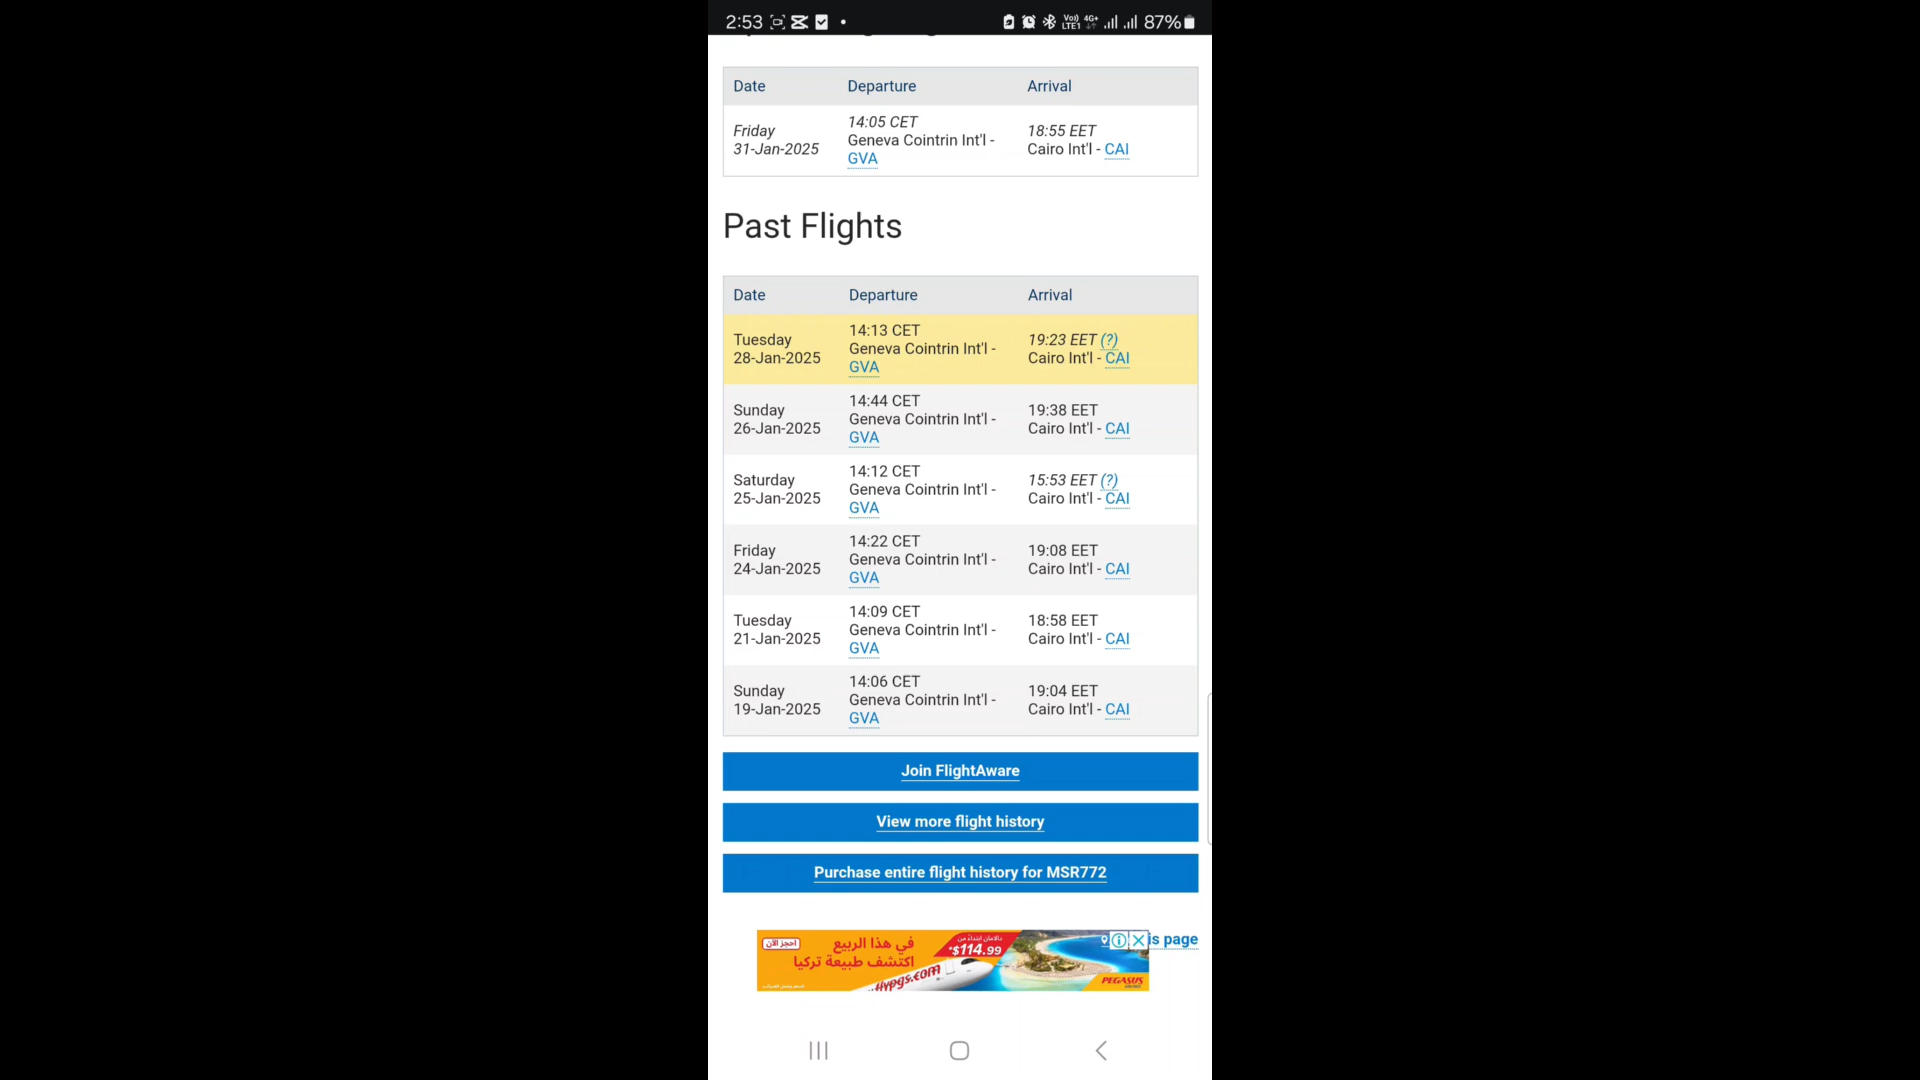 2:53
Vo) 4G+
LTE1
87%
Date Departure Arrival
Friday
31-Jan-2025
14:05 CET
Geneva Cointrin Int'l -
GVA
18:55 EET
Cairo Int'l - CAI
Past Flights
Date Departure Arrival
Tuesday
28-Jan-2025
14:13 CET
Geneva Cointrin Int'l -
GVA
19:23 EET (?)
Cairo Int'l - CAI
Sunday
26-Jan-2025
14:44 CET
Geneva Cointrin Int'l -
GVA
19:38 EET
Cairo Int'l - CAI
Saturday
25-Jan-2025
14:12 CET
Geneva Cointrin Int'l -
GVA
15:53 EET (?)
Cairo Int'l - CAI
Friday
24-Jan-2025
14:22 CET
Geneva Cointrin Int'l -
GVA
19:08 EET
Cairo Int'l - CAI
Tuesday
21-Jan-2025
14:09 CET
Geneva Cointrin Int'l -
GVA
18:58 EET
Cairo Int'l - CAI
Sunday
19-Jan-2025
14:06 CET
Geneva Cointrin Int'l -
GVA
19:04 EET
Cairo Int'l - CAI
Join FlightAware
View more flight history
Purchase entire flight history for MSR772
is page
احجز الآن
في هذا الربيع
اكتشف طبيعة تركيا
$114.99*
flypgs.com
PEGASUS